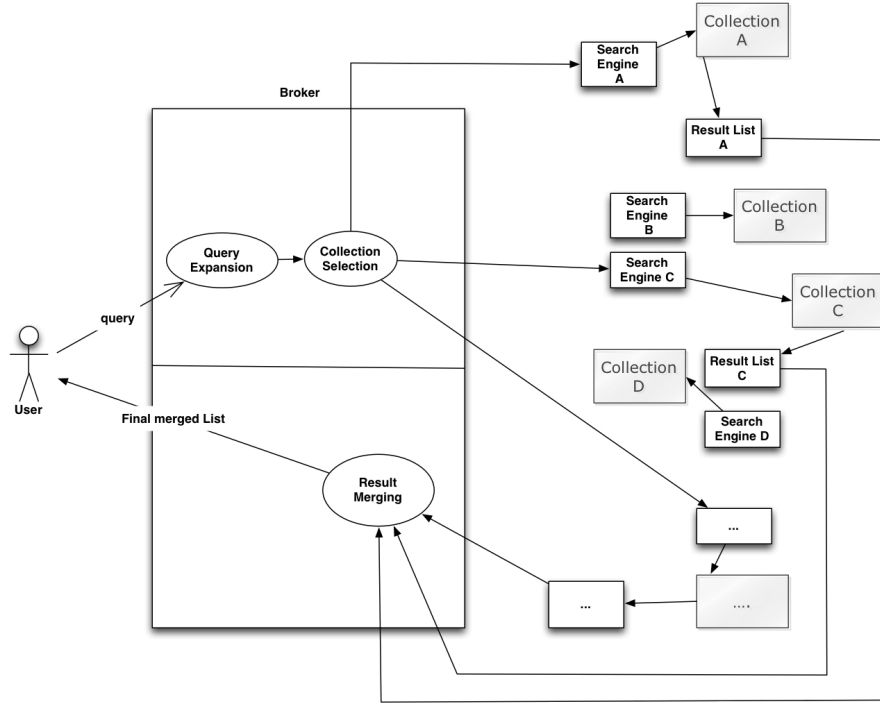 Collection
A
Search
Engine
A
Broker
Result List
A
Search
Engine
B
Collection
B
Query
Expansion
Collection
Selection
Search
Engine C
Collection
C
query
User
Collection
D
Result List
C
Search
Engine D
Final merged List
Result
Merging
...
...
....